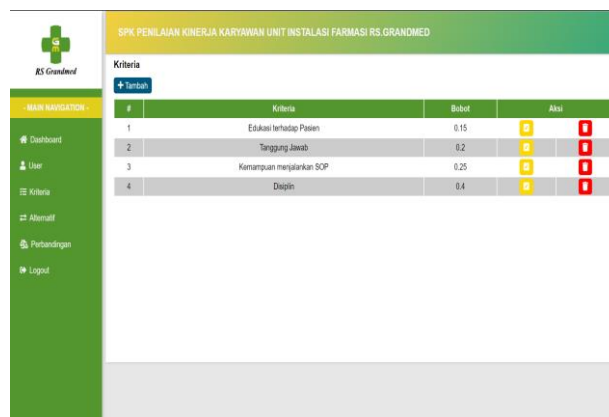 SPK PENILAIAN KINERJA KARYAWAN UNIT INSTALASI FARMASI RS.GRANDMED
GM
RS Grandmed
- MAIN NAVIGATION -
Dashboard
User
Kriteria
Alternatif
Perbandingan
Logout
Kriteria
+ Tambah
# Kriteria Bobot Aksi
1 Edukasi terhadap Pasien 0.15
2 Tanggung Jawab 0.2
3 Kemampuan menjalankan SOP 0.25
4 Disiplin 0.4